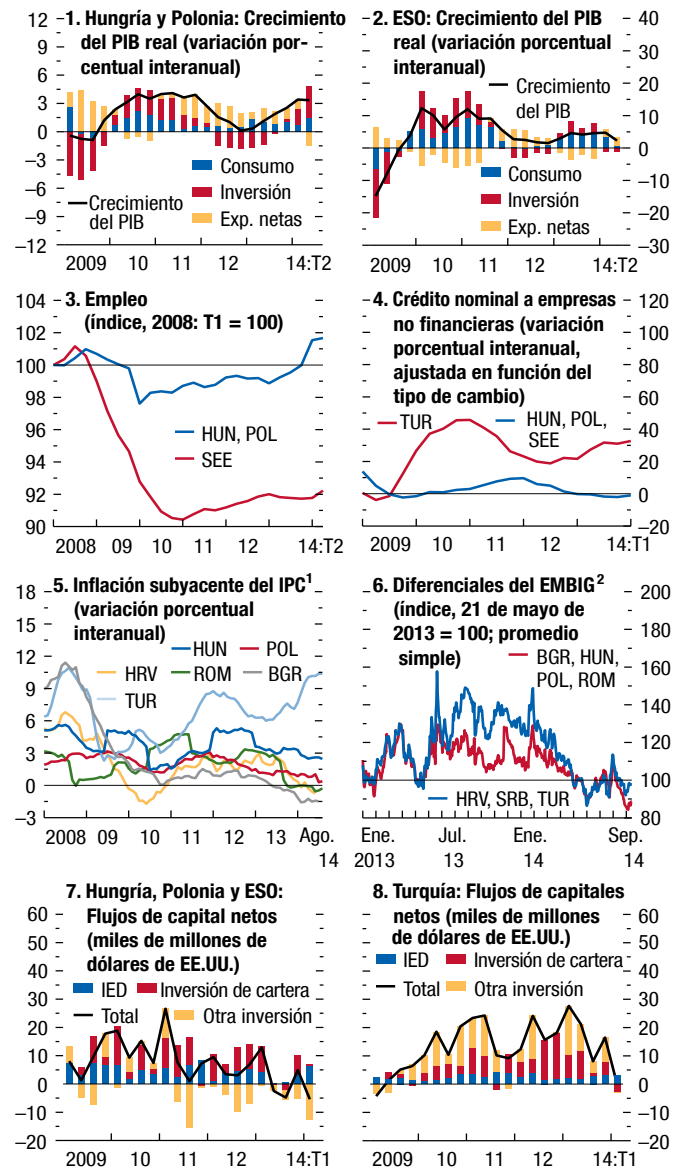 1. Hungría y Polonia: Crecimiento
del PIB real (variación por-
centual interanual)
12
9
6
3
0
–3
–6
–9
–12
Consumo
Inversión
Exp. netas
Crecimiento
del PIB
2009 10 11 12 14:T2
2. ESO: Crecimiento del PIB
real (variación porcentual
interanual)
40
30
20
10
0
–10
–20
–30
Crecimiento
del PIB
Consumo
Inversión
Exp. netas
2009 10 11 12 14:T2
3. Empleo
(índice, 2008: T1 = 100)
104
102
100
98
96
94
92
90
HUN, POL
SEE
2008 09 10 11 12 14:T2
4. Crédito nominal a empresas
no financieras (variación
porcentual interanual,
ajustada en función del
tipo de cambio)
120
100
80
60
40
20
0
–20
TUR
HUN, POL,
SEE
2009 10 11 12 14:T1
5. Inflación subyacente del IPC1
(variación porcentual
interanual)
18
15
12
9
6
3
0
–3
HUN POL
HRV ROM BGR
TUR
2008 09 10 11 12 13 Ago.
14
6. Diferenciales del EMBIG2
(índice, 21 de mayo de
2013 = 100; promedio
simple)
200
180
160
140
120
100
80
BGR, HUN,
POL, ROM
HRV, SRB, TUR
Ene. Jul. Ene. Sep.
2013 13 14 14
7. Hungría, Polonia y ESO:
Flujos de capital netos
(miles de millones de
dólares de EE.UU.)
60
50
40
30
20
10
0
–10
–20
IED Inversión de cartera
Total Otra inversión
2009 10 11 12 14:T1
8. Turquía: Flujos de capitales
netos (miles de millones
de dólares de EE.UU.)
60
50
40
30
20
10
0
–10
–20
IED Inversión de cartera
Total Otra inversión
2009 10 11 12 14:T1